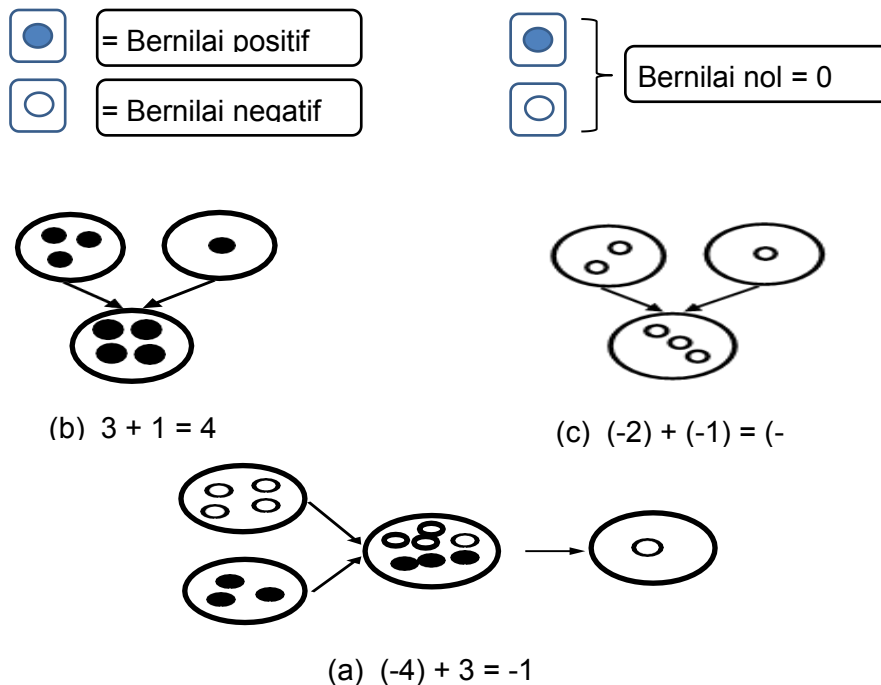 = Bernilai positif
= Bernilai negatif
Bernilai nol = 0
(b) 3 + 1 = 4
(c) (-2) + (-1) = (-
(a) (-4) + 3 = -1